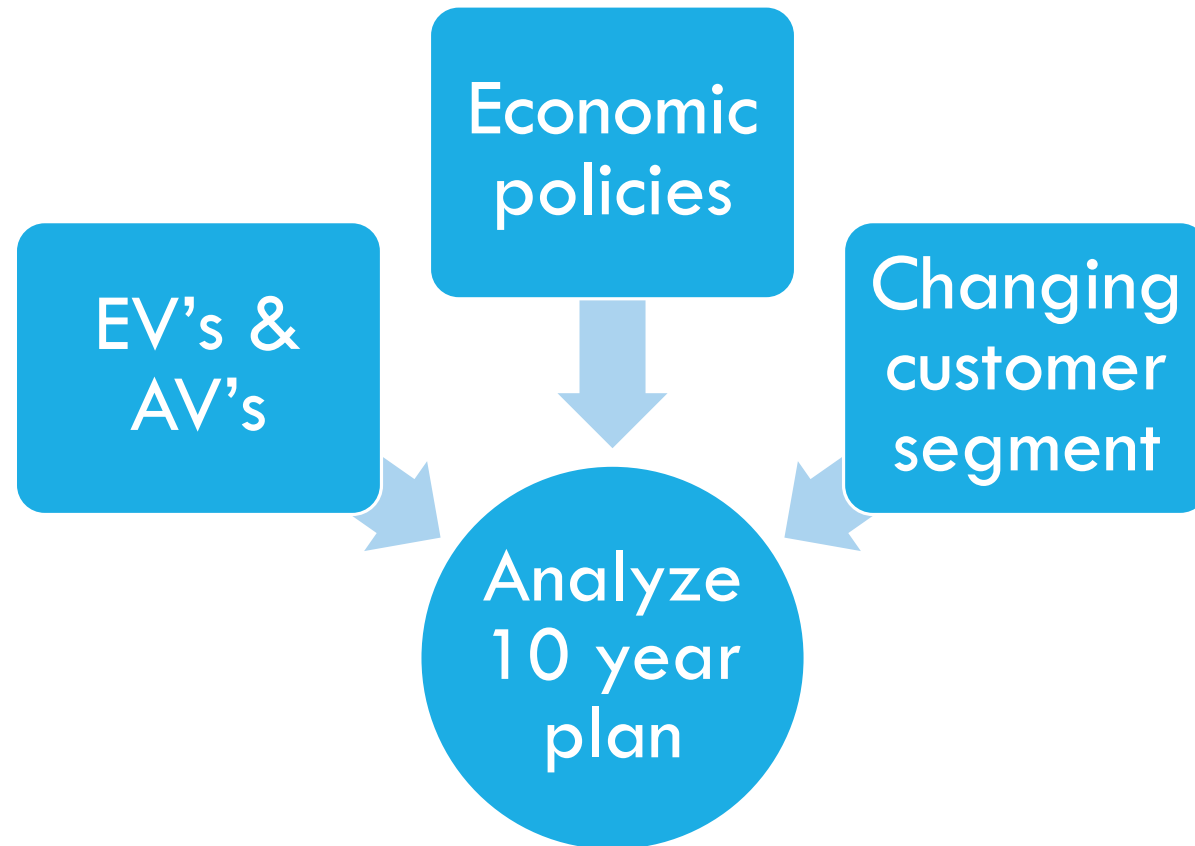 Economic
policies
EV’s &
AV’s
Changing
customer
segment
Analyze
10 year
plan